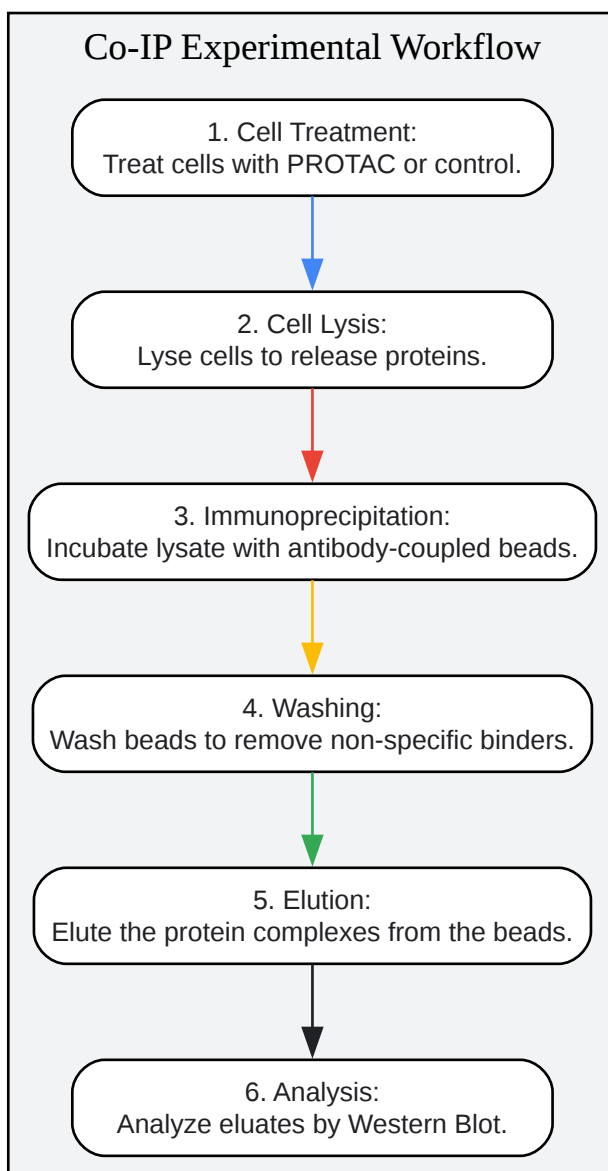 Co-IP Experimental Workflow
1. Cell Treatment:
Treat cells with PROTAC or control.
2. Cell Lysis:
Lyse cells to release proteins.
3. Immunoprecipitation:
Incubate lysate with antibody-coupled beads.
4. Washing:
Wash beads to remove non-specific binders.
5. Elution:
Elute the protein complexes from the beads.
6. Analysis:
Analyze eluates by Western Blot.